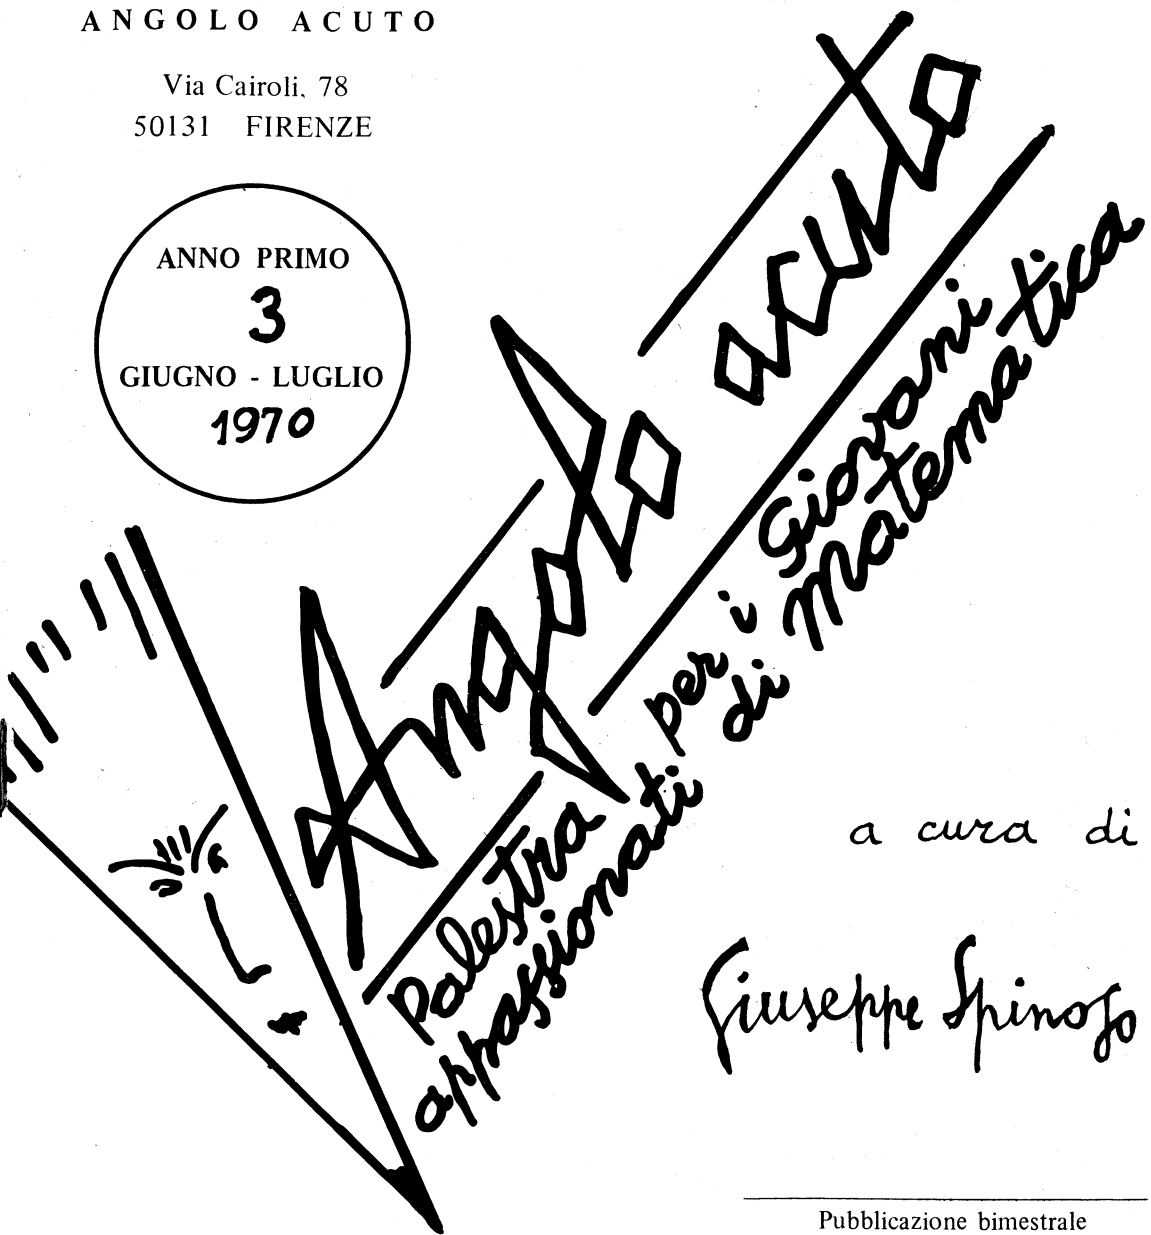 ANGOLO ACUTO
Via Cairoli, 78
50131 FIRENZE
ANNO PRIMO
3
GIUGNO - LUGLIO
1970
Angolo acuto
Palestra per i Giovani
appassionati di Matematica
a cura di
Giuseppe Spinoso
Pubblicazione bimestrale